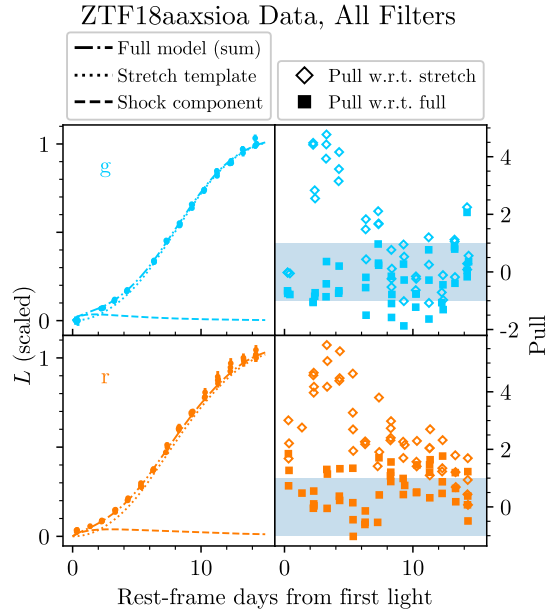 ZTF18aaxsioa Data, All Filters
Full model (sum)
Stretch template
Shock component
Pull w.r.t. stretch
Pull w.r.t. full
g
1
0
4
2
0
-2
r
1
0
4
2
0
L (scaled)
Pull
0 10 0 10
Rest-frame days from first light